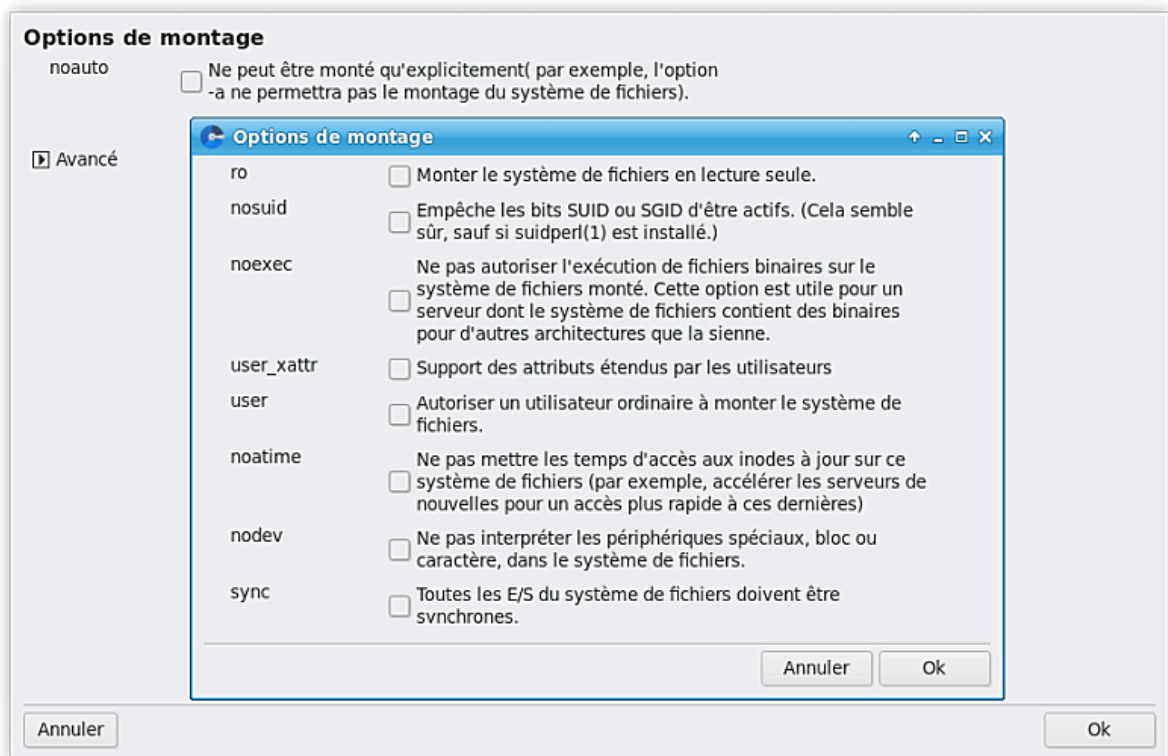 Options de montage
noauto
Ne peut être monté qu'explicitement( par exemple, l'option
-a ne permettra pas le montage du système de fichiers).
Avancé
Options de montage
ro
Monter le système de fichiers en lecture seule.
nosuid
Empêche les bits SUID ou SGID d'être actifs. (Cela semble
sûr, sauf si suidperl(1) est installé.)
noexec
Ne pas autoriser l'exécution de fichiers binaires sur le
système de fichiers monté. Cette option est utile pour un
serveur dont le système de fichiers contient des binaires
pour d'autres architectures que la sienne.
user_xattr
Support des attributs étendus par les utilisateurs
user
Autoriser un utilisateur ordinaire à monter le système de
fichiers.
noatime
Ne pas mettre les temps d'accès aux inodes à jour sur ce
système de fichiers (par exemple, accélérer les serveurs de
nouvelles pour un accès plus rapide à ces dernières)
nodev
Ne pas interpréter les périphériques spéciaux, bloc ou
caractère, dans le système de fichiers.
sync
Toutes les E/S du système de fichiers doivent être
synchrones.
Annuler
Ok
Annuler
Ok